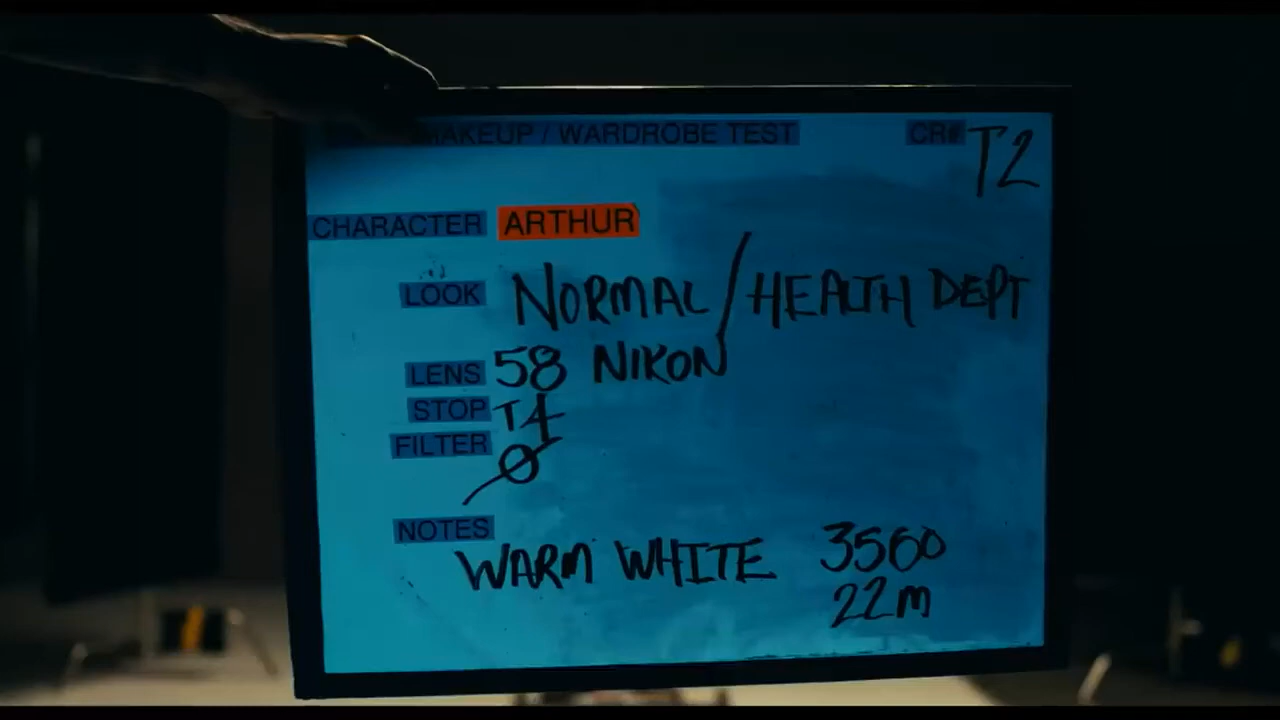 MAKEUP / WARDROBE TEST CR# T2
CHARACTER ARTHUR
LOOK NORMAL/HEALTH DEPT
LENS 58 NIKON
STOP T4
FILTER Ø
NOTES
WARM WHITE 3560
22M